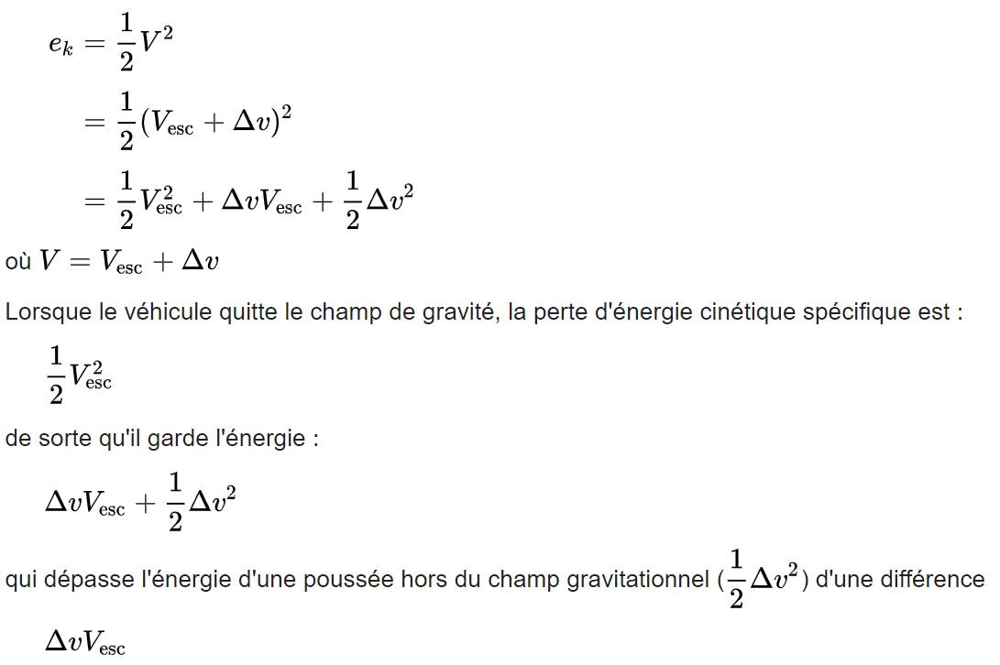 e_k = \frac{1}{2}V^2
= \frac{1}{2}(V_{\text{esc}} + \Delta v)^2
= \frac{1}{2}V_{\text{esc}}^2 + \Delta v V_{\text{esc}} + \frac{1}{2}\Delta v^2
où V = V_{\text{esc}} + \Delta v
Lorsque le véhicule quitte le champ de gravité, la perte d'énergie cinétique spécifique est :
\frac{1}{2}V_{\text{esc}}^2
de sorte qu'il garde l'énergie :
\Delta v V_{\text{esc}} + \frac{1}{2}\Delta v^2
qui dépasse l'énergie d'une poussée hors du champ gravitationnel (\frac{1}{2}\Delta v^2) d'une différence
\Delta v V_{\text{esc}}